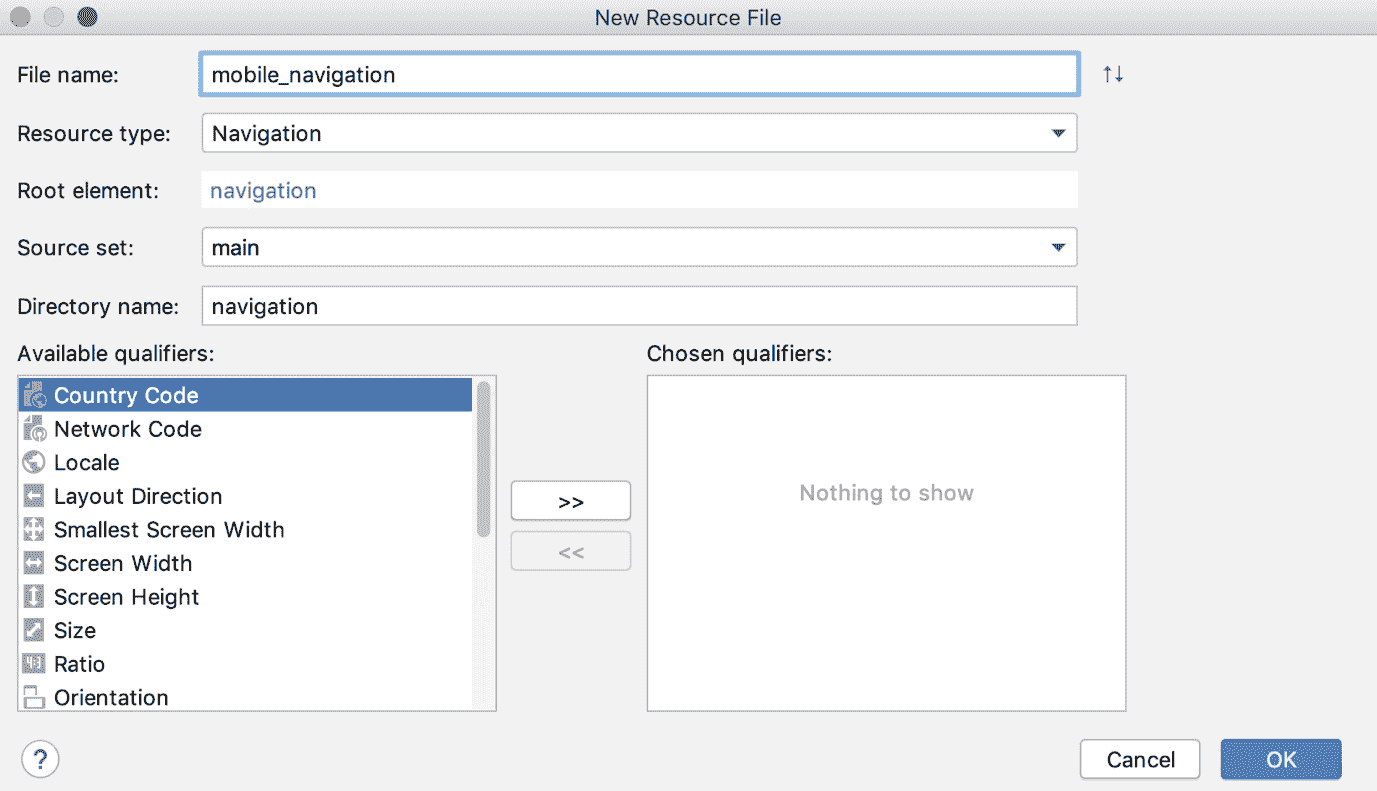 New Resource File
File name: mobile_navigation ↑↓
Resource type: Navigation
Root element: navigation
Source set: main
Directory name: navigation
Available qualifiers: Chosen qualifiers:
Country Code
Network Code
Locale
Layout Direction
Smallest Screen Width
Screen Width
Screen Height
Size
Ratio
Orientation
>>
<<
Nothing to show
? Cancel OK